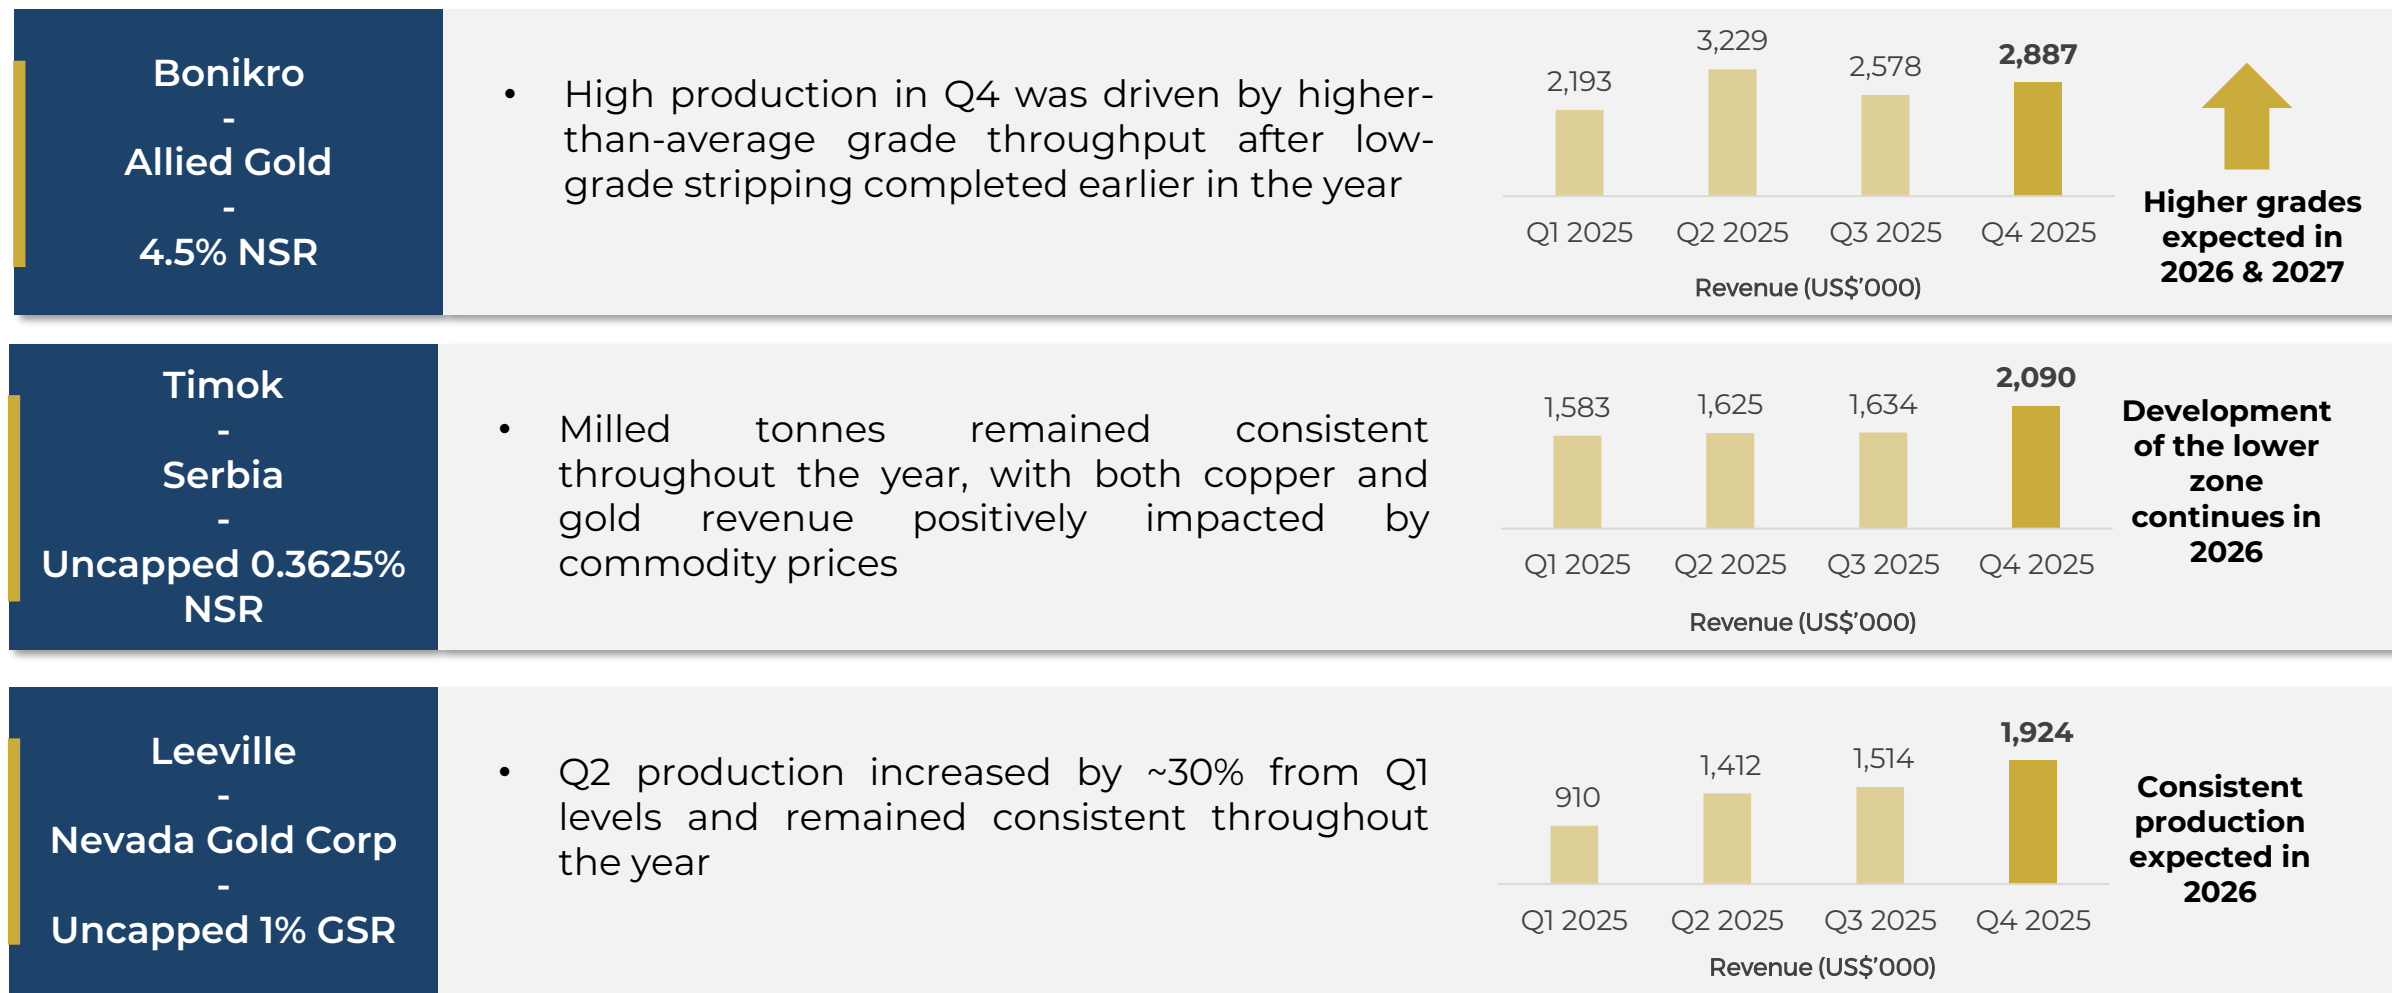 Bonikro
-
Allied Gold
-
4.5% NSR
• High production in Q4 was driven by higher-
than-average grade throughput after low-
grade stripping completed earlier in the year
2,193
3,229
2,578
2,887
Q1 2025
Q2 2025
Q3 2025
Q4 2025
Revenue (US$’000)
Higher grades
expected in
2026 & 2027
Timok
-
Serbia
-
Uncapped 0.3625%
NSR
• Milled tonnes remained consistent
throughout the year, with both copper and
gold revenue positively impacted by
commodity prices
1,583
1,625
1,634
2,090
Q1 2025
Q2 2025
Q3 2025
Q4 2025
Revenue (US$’000)
Development
of the lower
zone
continues in
2026
Leeville
-
Nevada Gold Corp
-
Uncapped 1% GSR
• Q2 production increased by ~30% from Q1
levels and remained consistent throughout
the year
910
1,412
1,514
1,924
Q1 2025
Q2 2025
Q3 2025
Q4 2025
Revenue (US$’000)
Consistent
production
expected in
2026